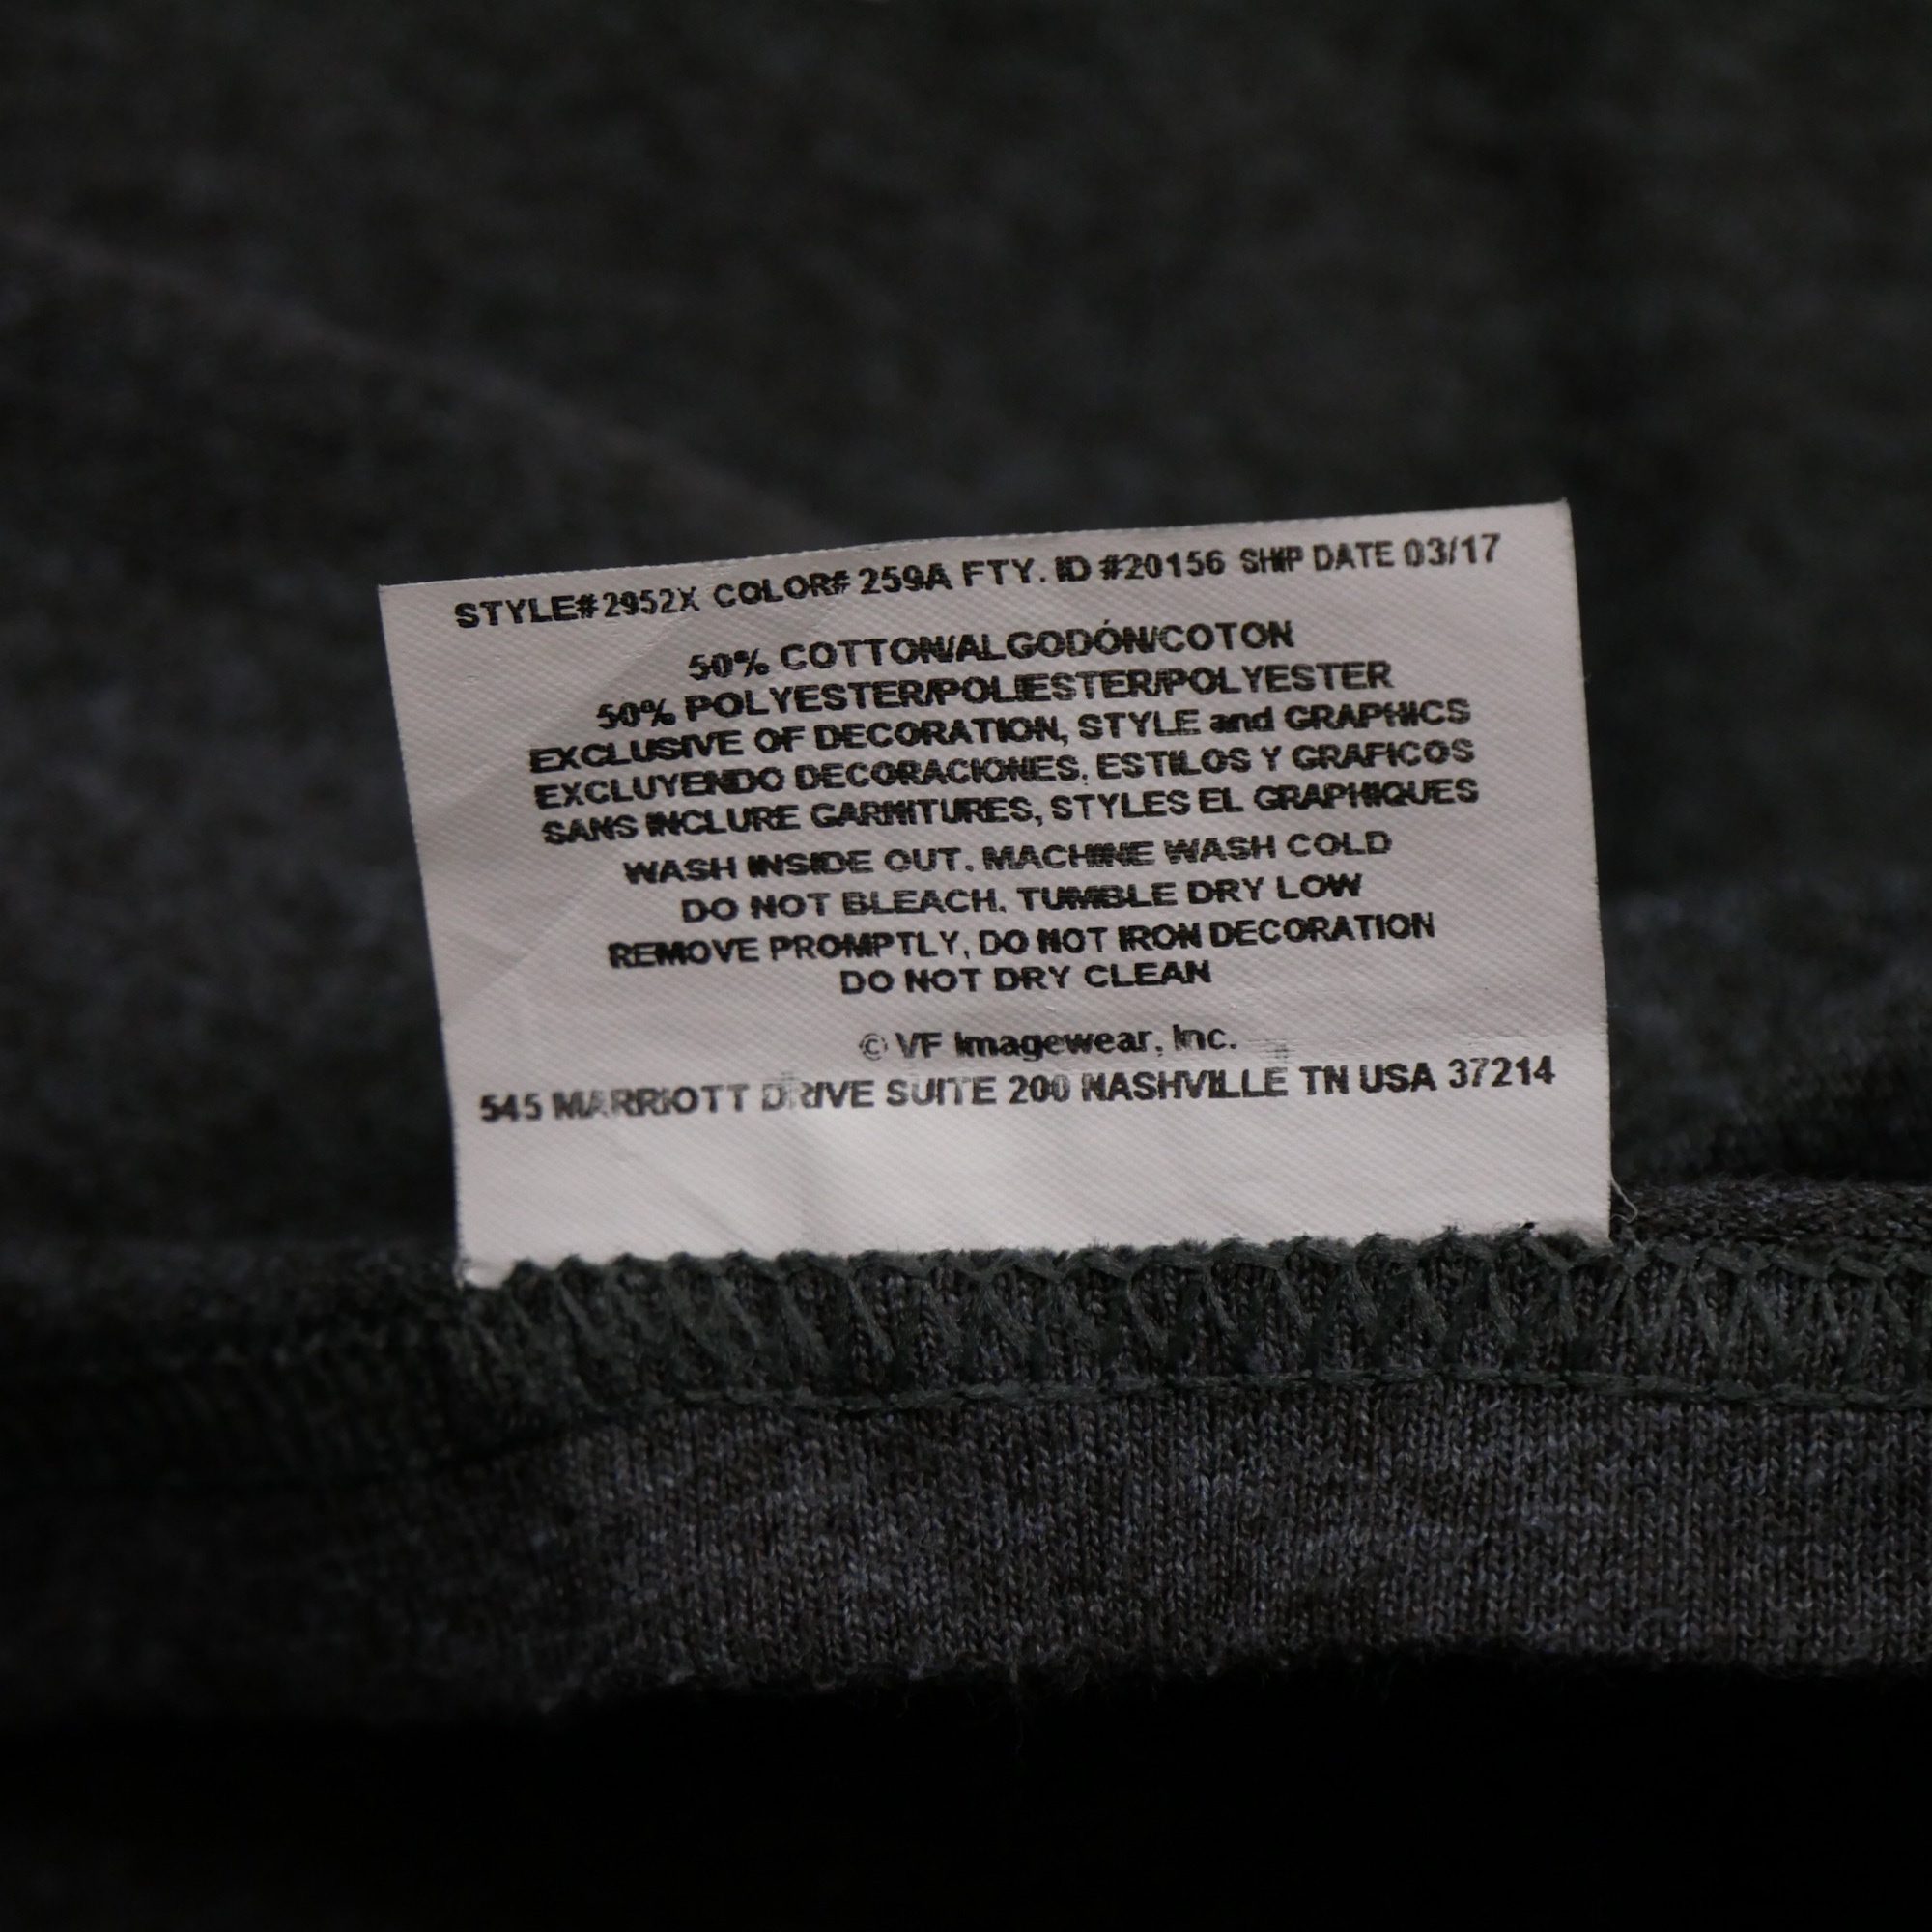 STYLE#2952X COLOR# 259A FTY. ID #20156 SHIP DATE 03/17
50% COTTON/ALGODÓN/COTON
50% POLYESTER/POLIESTER/POLYESTER
EXCLUSIVE OF DECORATION, STYLE and GRAPHICS
EXCLUYENDO DECORACIONES, ESTILOS Y GRAFICOS
SANS INCLURE GARNITURES, STYLES EL GRAPHIQUES
WASH INSIDE OUT. MACHINE WASH COLD
DO NOT BLEACH. TUMBLE DRY LOW
REMOVE PROMPTLY, DO NOT IRON DECORATION
DO NOT DRY CLEAN
© VF Imagewear, Inc.
545 MARRIOTT DRIVE SUITE 200 NASHVILLE TN USA 37214